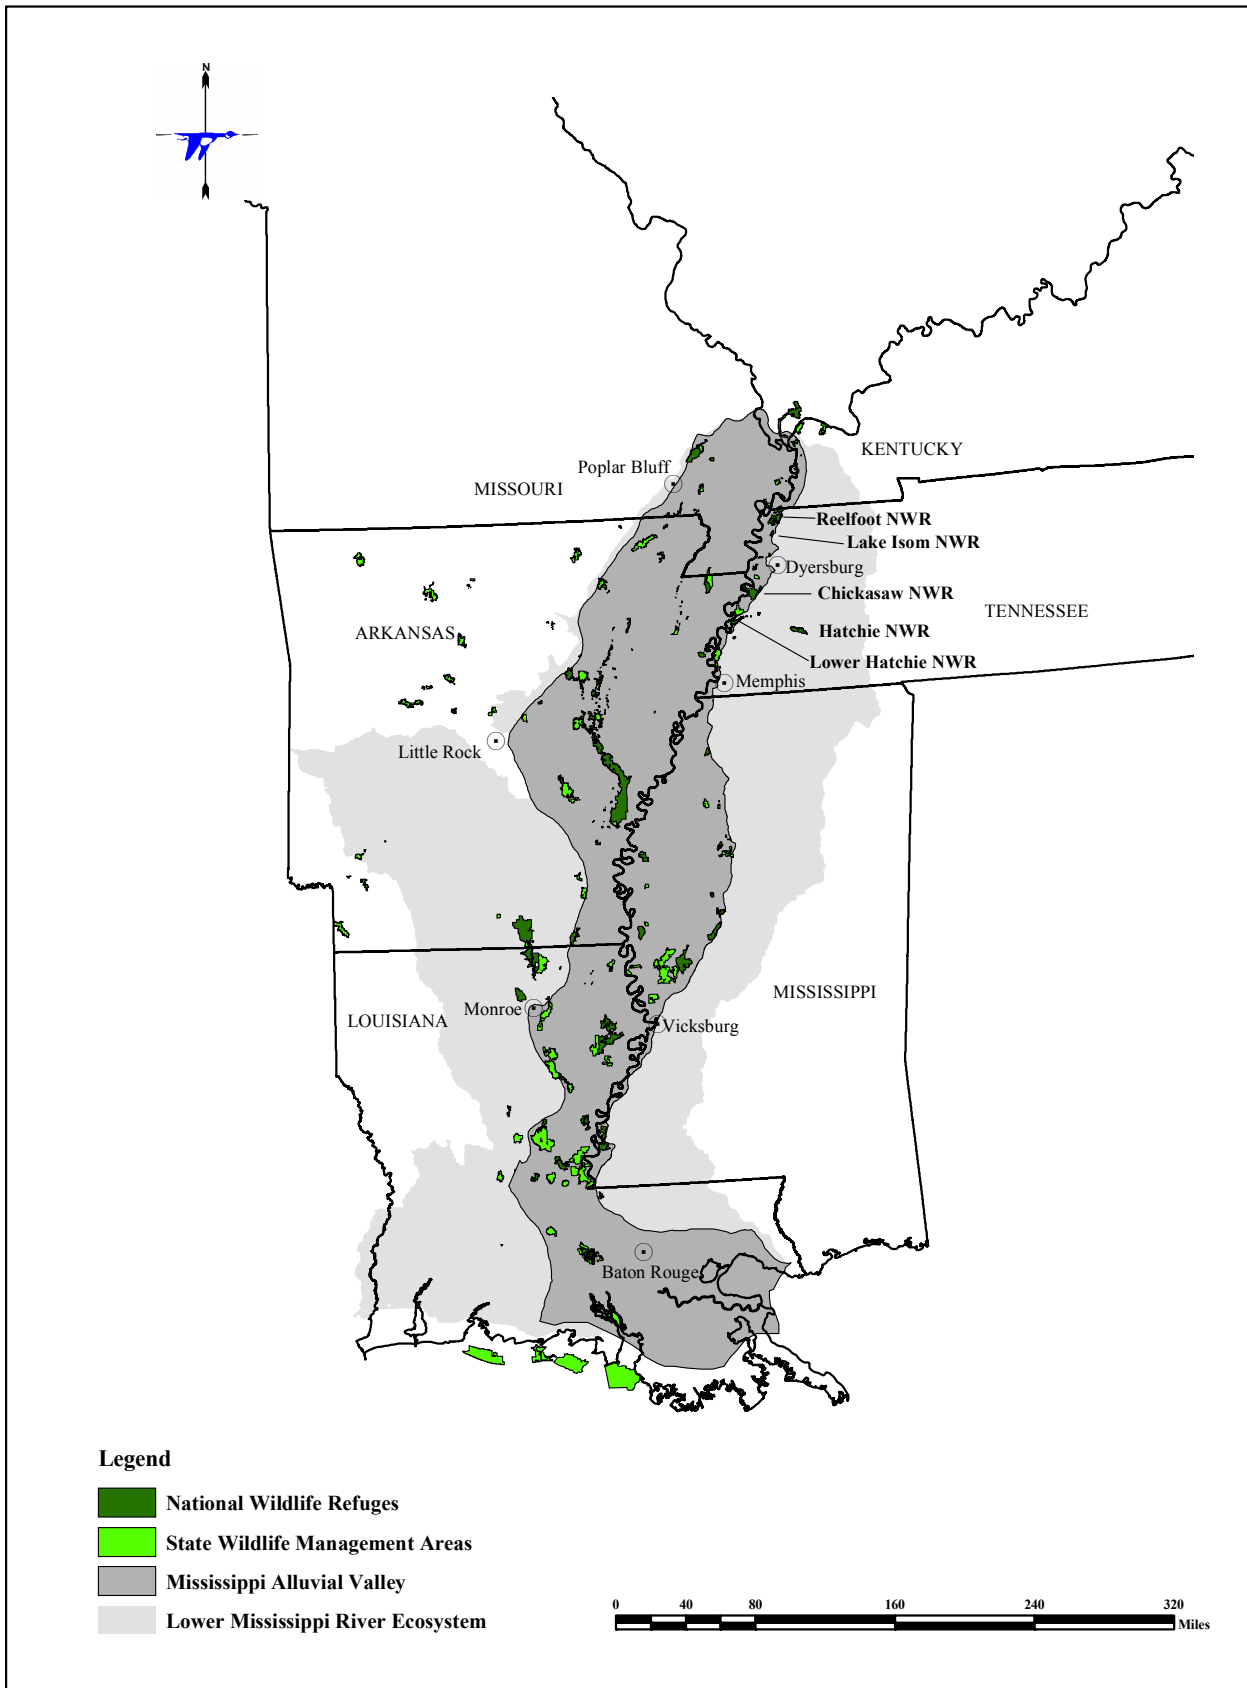 N
KENTUCKY
Poplar Bluff
MISSOURI
Reelfoot NWR
Lake Isom NWR
Dyersburg
Chickasaw NWR
TENNESSEE
ARKANSAS
Hatchie NWR
Lower Hatchie NWR
Memphis
Little Rock
MISSISSIPPI
Monroe
LOUISIANA
Vicksburg
Baton Rouge
Legend
National Wildlife Refuges
State Wildlife Management Areas
Mississippi Alluvial Valley
Lower Mississippi River Ecosystem
0 40 80 160 240 320
Miles